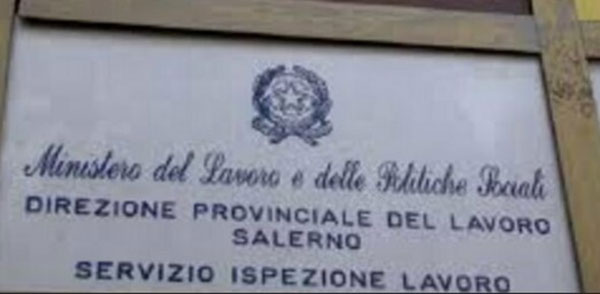 Ministero del Lavoro e delle Politiche Sociali
DIREZIONE PROVINCIALE DEL LAVORO
SALERNO
SERVIZIO ISPEZIONE LAVORO